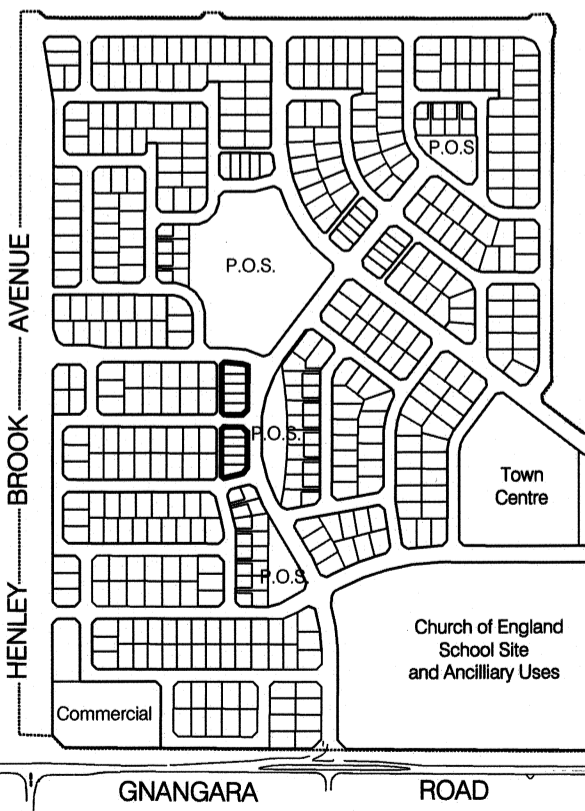 P.O.S
P.O.S.
HENLEY BROOK AVENUE
P.O.S.
Town
Centre
P.O.S.
Church of England
School Site
and Ancilliary Uses
Commercial
GNANGARA ROAD